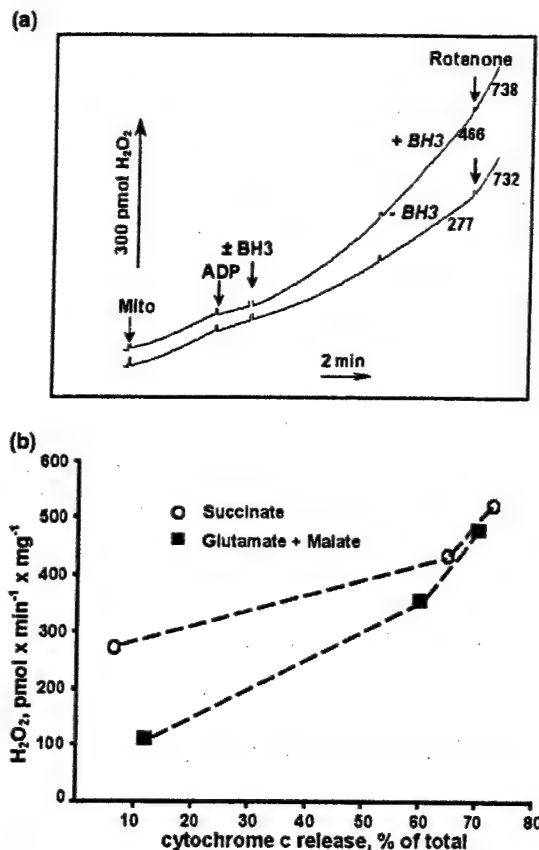 (a)
Rotanone
738
+ BH3
466
300 pmol H₂O₂
732
- BH3
277
± BH3
ADP
Mito
2 min
(b)
600
500
400
300
200
100
0
Succinate
Glutamate + Malate
H₂O₂, pmol x min⁻¹ x mg⁻¹
10 20 30 40 50 60 70 80
cytochrome c release, % of total